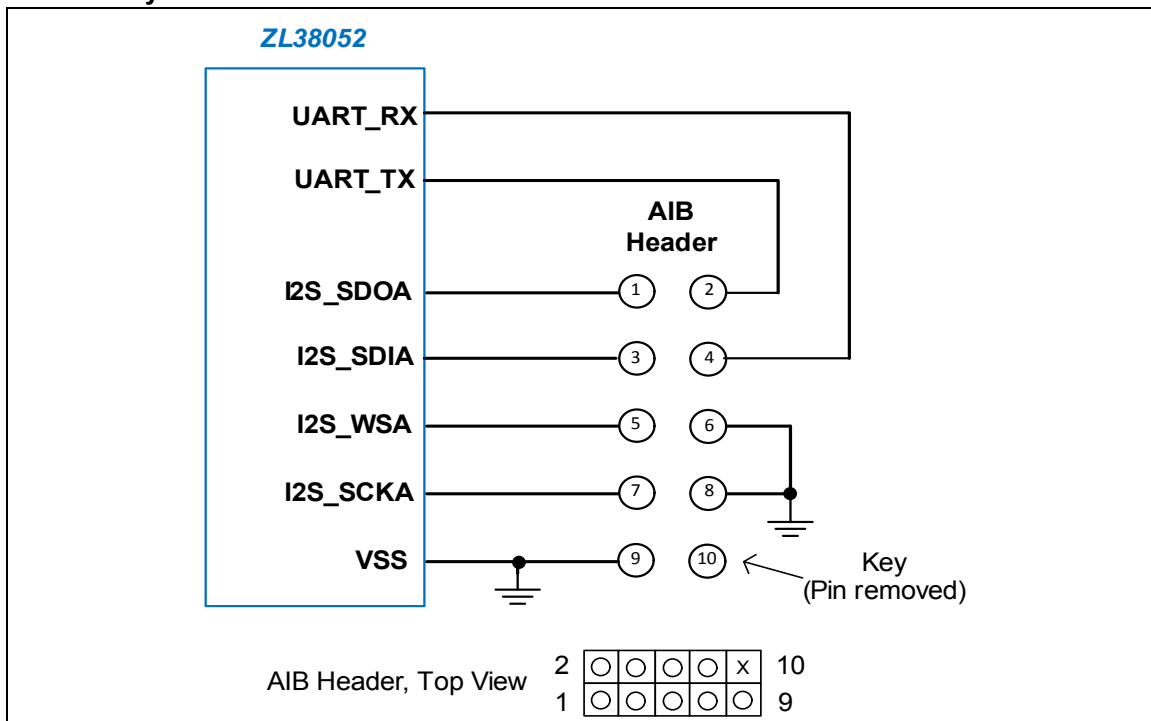 ZL38052
UART_RX
UART_TX
AIB
Header
I2S_SDOA
1
2
I2S_SDIA
3
4
I2S_WSA
5
6
I2S_SCKA
7
8
VSS
9
10
Key
(Pin removed)
AIB Header, Top View
2
X
10
1
9